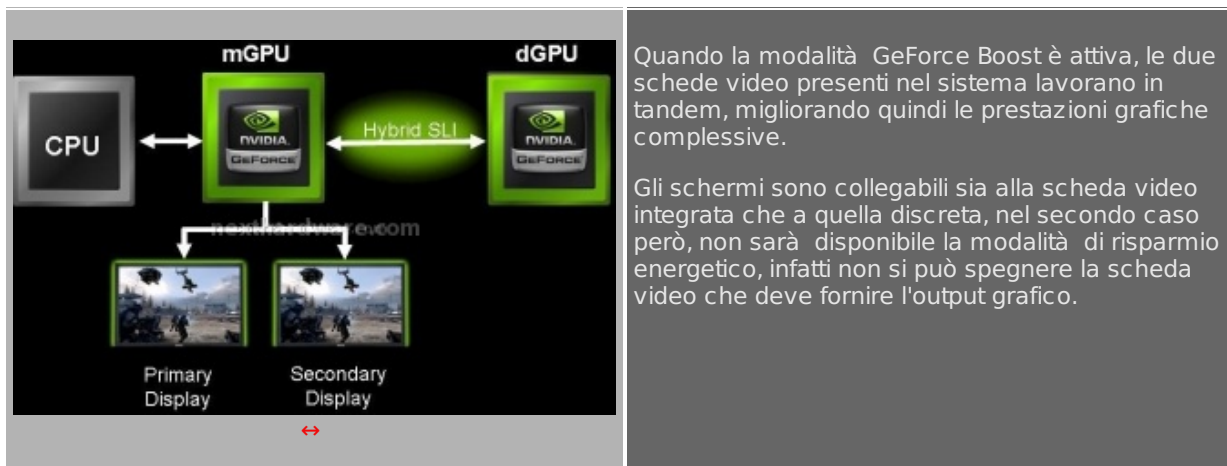 mGPU
dGPU
CPU
NVIDIA.
GEFORCE
Hybrid SLI
NVIDIA.
GEFORCE
nexthardware.com
Primary
Display
Secondary
Display
↔
Quando la modalità  GeForce Boost è attiva, le due
schede video presenti nel sistema lavorano in
tandem, migliorando quindi le prestazioni grafiche
complessive.
Gli schermi sono collegabili sia alla scheda video
integrata che a quella discreta, nel secondo caso
però, non sarà  disponibile la modalità  di risparmio
energetico, infatti non si può spegnere la scheda
video che deve fornire l'output grafico.